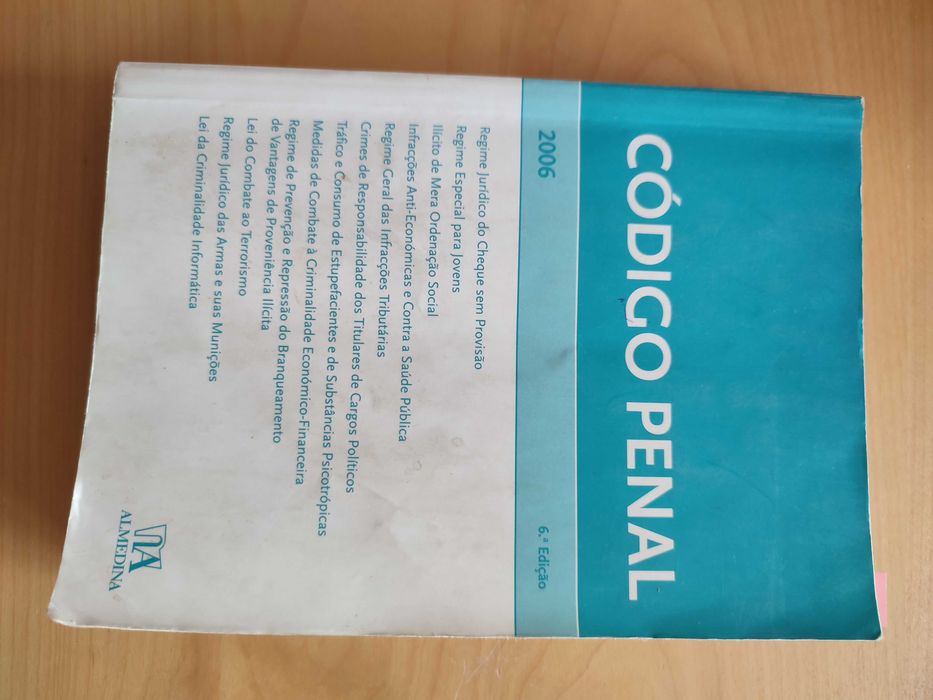 CÓDIGO PENAL
2006
6.ª Edição
Regime Jurídico do Cheque sem Provisão
Regime Especial para Jovens
Ilícito de Mera Ordenação Social
Infracções Anti-Económicas e Contra a Saúde Pública
Regime Geral das Infracções Tributárias
Crimes de Responsabilidade dos Titulares de Cargos Políticos
Tráfico e Consumo de Estupefacientes e de Substâncias Psicotrópicas
Medidas de Combate à Criminalidade Económico-Financeira
Regime de Prevenção e Repressão do Branqueamento
de Vantagens de Proveniência Ilícita
Lei do Combate ao Terrorismo
Regime Jurídico das Armas e suas Munições
Lei da Criminalidade Informática
ALMEDINA